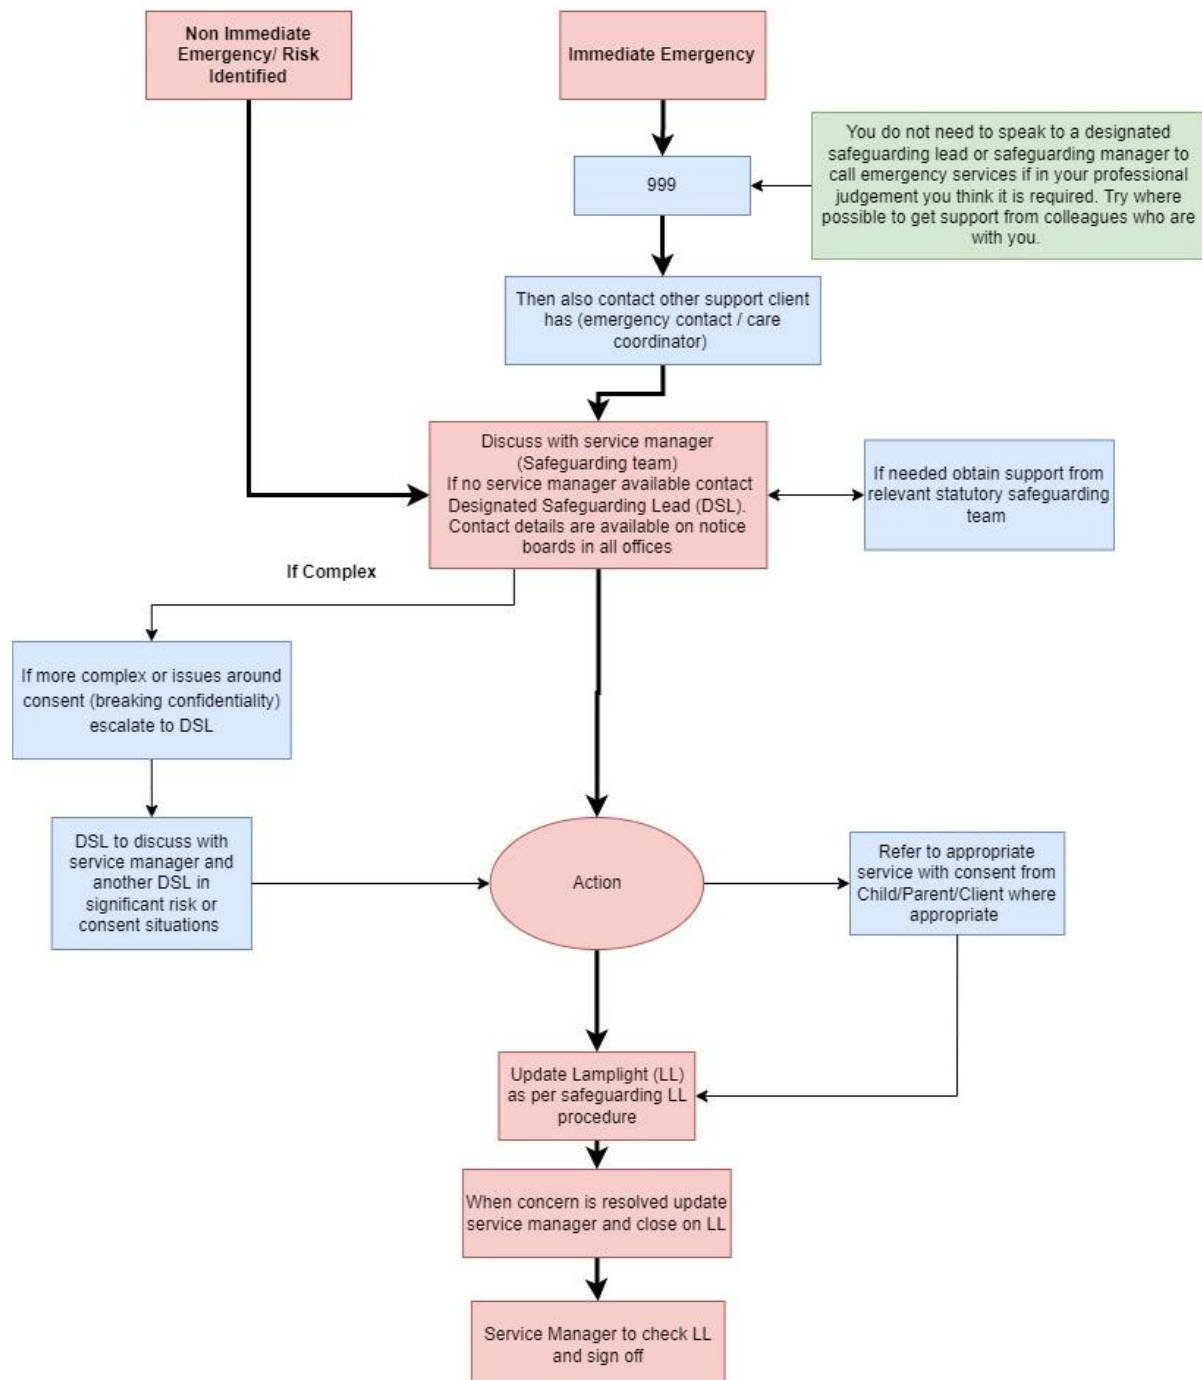 Non Immediate
Emergency/ Risk
Identified
Immediate Emergency
You do not need to speak to a designated
safeguarding lead or safeguarding manager to
call emergency services if in your professional
judgement you think it is required. Try where
possible to get support from colleagues who are
with you.
999
Then also contact other support client
has (emergency contact / care
coordinator)
Discuss with service manager
(Safeguarding team)
If no service manager available contact
Designated Safeguarding Lead (DSL).
Contact details are available on notice
boards in all offices
If needed obtain support from
relevant statutory safeguarding
team
If Complex
If more complex or issues around
consent (breaking confidentiality)
escalate to DSL
DSL to discuss with
service manager and
another DSL in
significant risk or
consent situations
Action
Refer to appropriate
service with consent from
Child/Parent/Client where
appropriate
Update Lamplight (LL)
as per safeguarding LL
procedure
When concern is resolved update
service manager and close on LL
Service Manager to check LL
and sign off